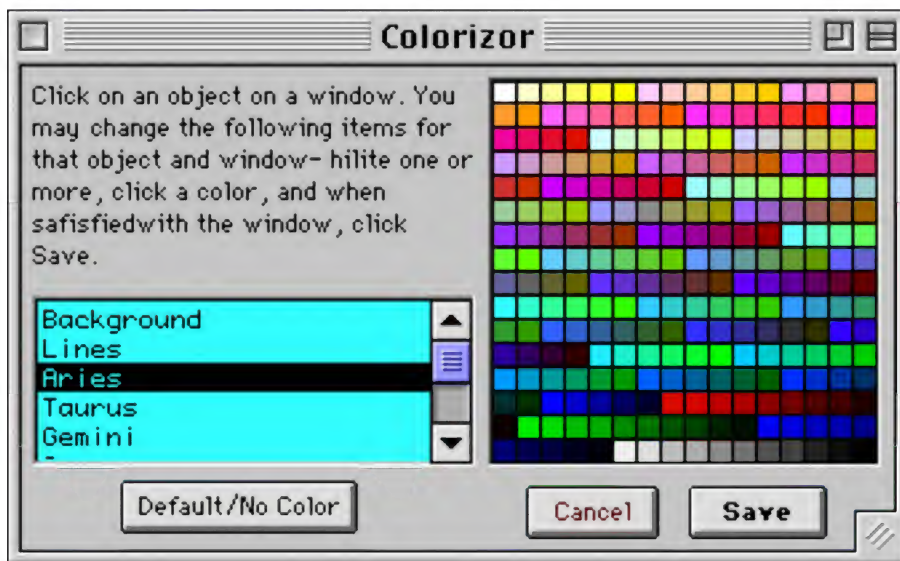 Colorizor
Click on an object on a window. You
may change the following items for
that object and window- hilite one or
more, click a color, and when
safisfiedwith the window, click
Save.
Background
Lines
Aries
Taurus
Gemini
Default/No Color
Cancel
Save